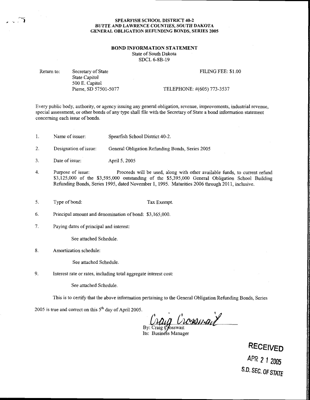 SPEARFISH SCHOOL DISTRICT 40-2
BUTTE AND LAWRENCE COUNTIES, SOUTH DAKOTA
GENERAL OBLIGATION REFUNDING BONDS, SERIES 2005
BOND INFORMATION STATEMENT
State of South Dakota
SDCL 6-8B-19
Return to: Secretary of State FILING FEE: $1.00
State Capitol
500 E. Capital
Pierre, SD 57501-5077 TELEPHONE: #(605) 773-3537
Every public body, authority, or agency issuing any general obligation, revenue, improvements, industrial revenue,
special assessment, or other bonds of any type shall file with the Secretary of State a bond information statement
concerning each issue of bonds.
1. Name of issuer: Spearfish School District 40-2.
2. Designation of issue: General Obligation Refunding Bonds, Series 2005
3. Date of issue: April 5, 2005
4. Purpose of issue: Proceeds will be used, along with other available funds, to current refund
$3,125,000 of the $3,595,000 outstanding of the $5,395,000 General Obligation School Building
Refunding Bonds, Series 1995, dated November 1, 1995. Maturities 2006 through 2011, inclusive.
5. Type of bond: Tax Exempt.
6. Principal amount and denomination of bond: $3,165,000.
7. Paying dates of principal and interest:
See attached Schedule.
8. Amortization schedule:
See attached Schedule.
9. Interest rate or rates, including total aggregate interest cost:
See attached Schedule.
This is to certify that the above information pertaining to the General Obligation Refunding Bonds, Series
2005 is true and correct on this 5th day of April 2005.
Craig Crosswait
By: Craig Crosswait
Its: Business Manager
RECEIVED
APR 21 2005
S.D. SEC. OF STATE